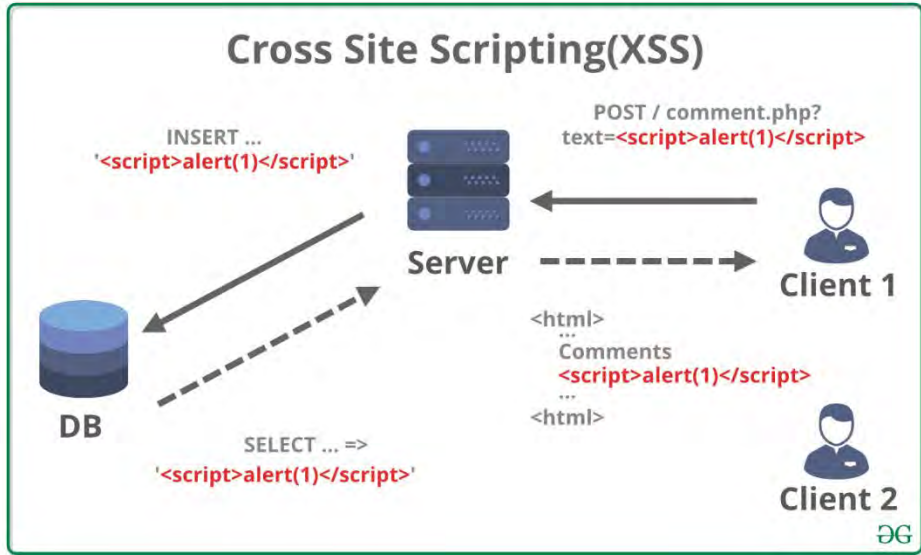 Cross Site Scripting(XSS)
POST / comment.php?
text=<script>alert(1)</script>
INSERT ...
'<script>alert(1)</script>'
Server
Client 1
<html>
...
Comments
<script>alert(1)</script>
...
<html>
DB
SELECT ... =>
'<script>alert(1)</script>'
Client 2